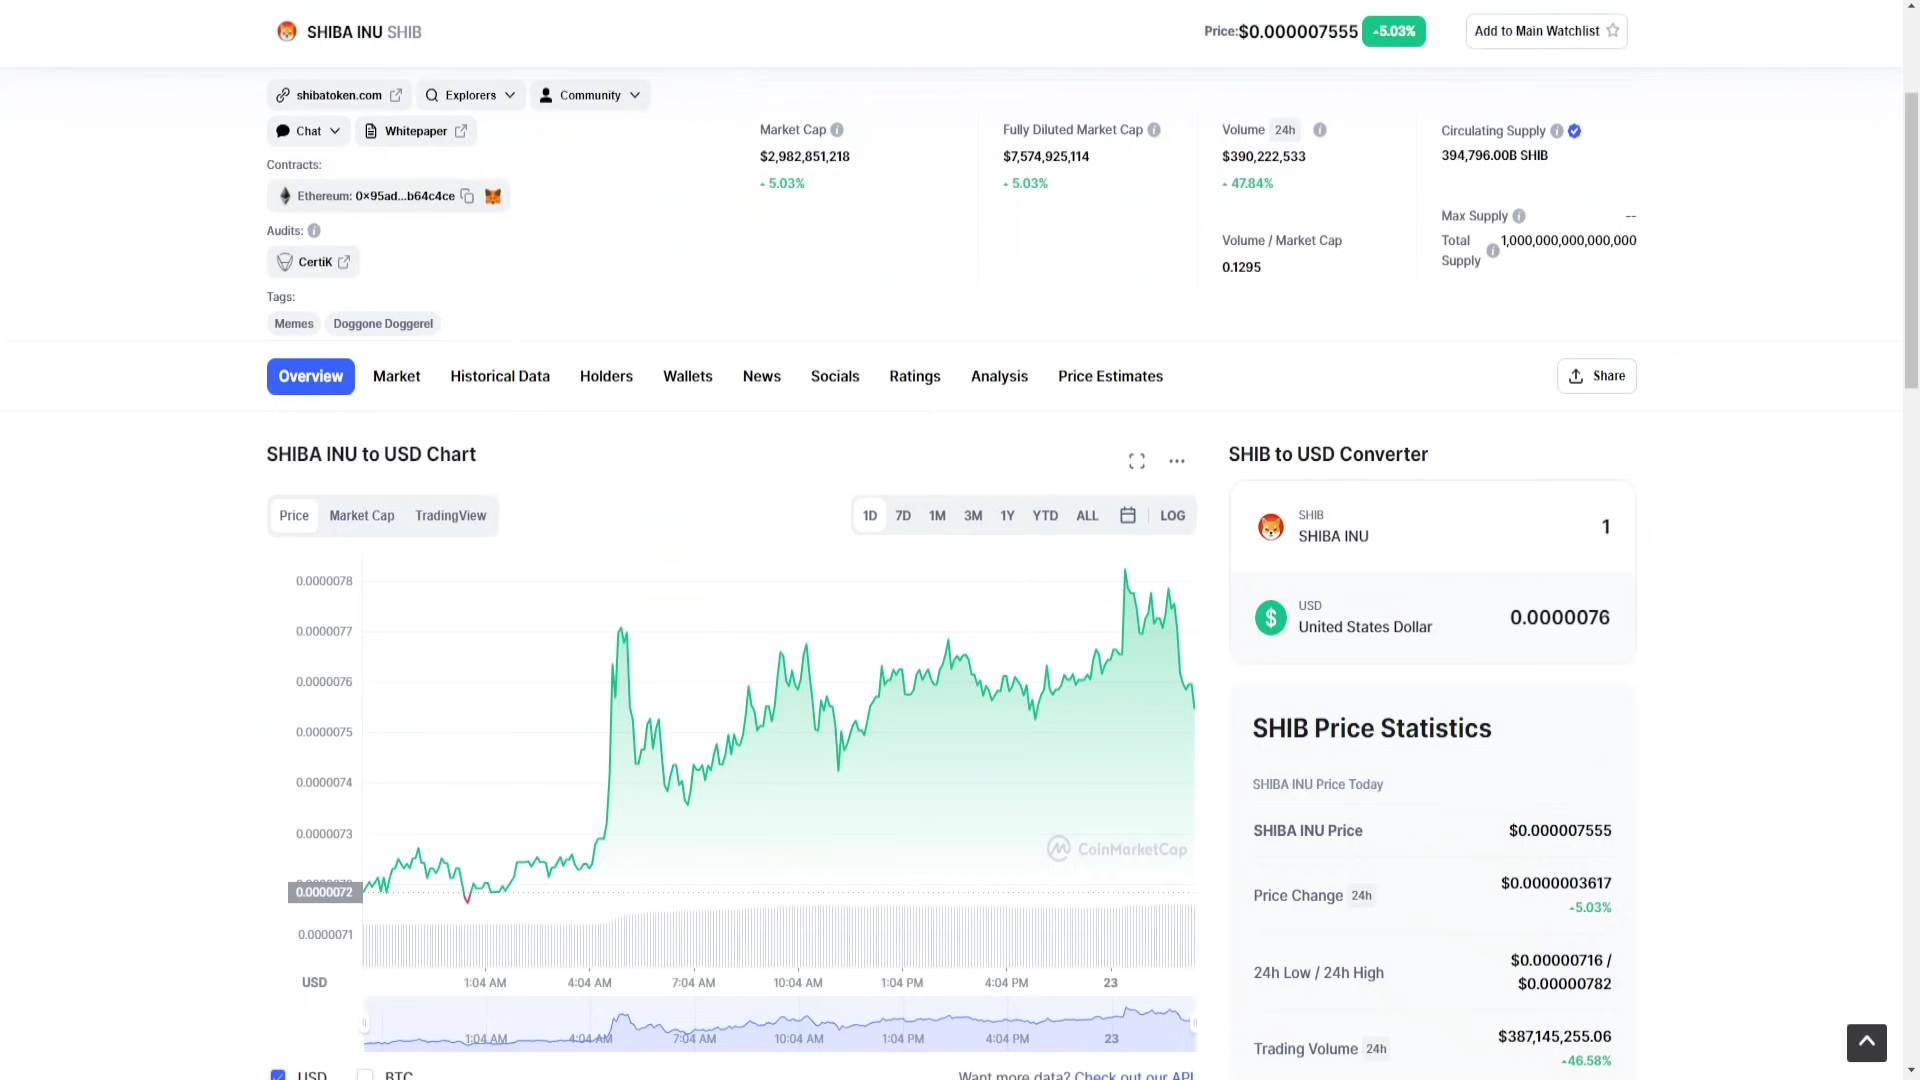 SHIBA INU SHIB
Price:$0.000007555 5.03%
Add to Main Watchlist
shibatoken.com Explorers Community
Chat Whitepaper
Contracts:
Ethereum: 0x95ad...b64c4ce
Audits:
CertiK
Tags:
Memes Doggone Doggerel
Market Cap
$2,982,851,218
5.03%
Fully Diluted Market Cap
$7,574,925,114
5.03%
Volume 24h
$390,222,533
47.84%
Volume / Market Cap
0.1295
Circulating Supply
394,796.00B SHIB
Max Supply --
Total Supply 1,000,000,000,000,000
Overview Market Historical Data Holders Wallets News Socials Ratings Analysis Price Estimates
Share
SHIBA INU to USD Chart
Price Market Cap TradingView
1D 7D 1M 3M 1Y YTD ALL LOG
0.0000078
0.0000077
0.0000076
0.0000075
0.0000074
0.0000073
0.0000072
0.0000071
CoinMarketCap
USD
1:04 AM 4:04 AM 7:04 AM 10:04 AM 1:04 PM 4:04 PM 23
1:04 AM 4:04 AM 7:04 AM 10:04 AM 1:04 PM 4:04 PM 23
USD BTC
Want more data? Check out our API
SHIB to USD Converter
SHIB
SHIBA INU
1
USD
United States Dollar
0.0000076
SHIB Price Statistics
SHIBA INU Price Today
SHIBA INU Price $0.000007555
Price Change 24h $0.0000003617
5.03%
24h Low / 24h High $0.00000716 /
$0.00000782
Trading Volume 24h $387,145,255.06
46.58%